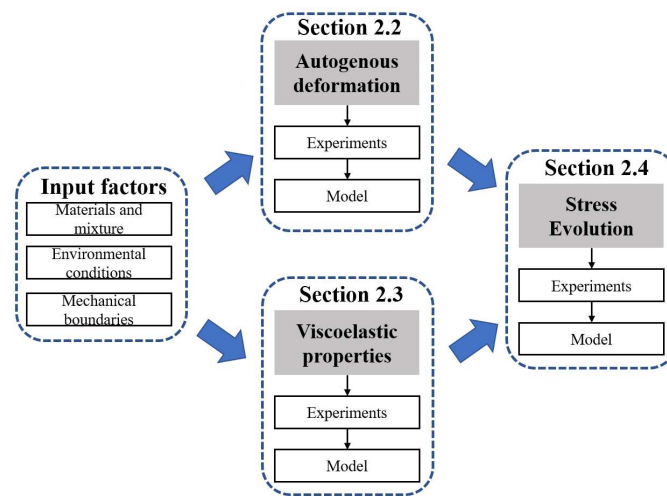 Input factors
Materials and
mixture
Environmental
conditions
Mechanical
boundaries
Section 2.2
Autogenous
deformation
Experiments
Model
Section 2.3
Viscoelastic
properties
Experiments
Model
Section 2.4
Stress
Evolution
Experiments
Model